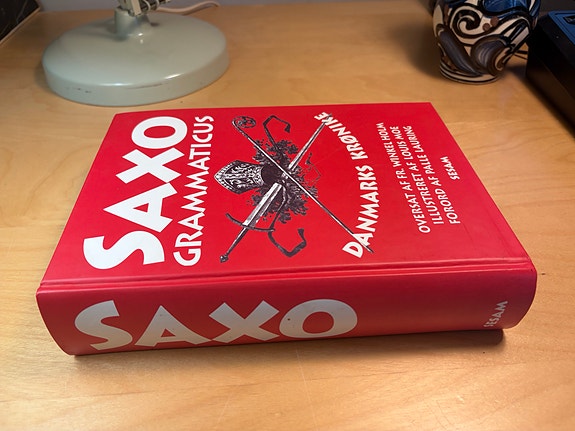 SAXO
GRAMMATICUS
DANMARKS KRØNIKE
OVERSAT AF FR. WINKEL HORN
ILLUSTRERET AF LOUIS MOE
FORORD AF PALLE LAURING
SESAM
SAXO
SESAM